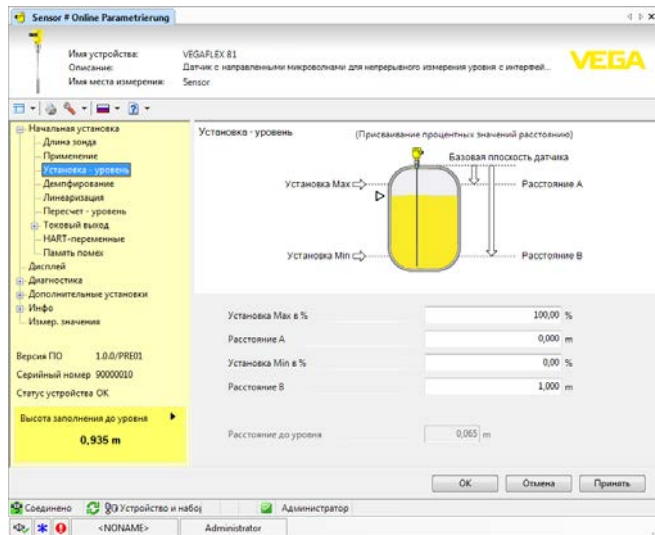 Sensor # Online Parametrierung
Имя устройства: VEGAFLEX 81
Описание: Датчик с направленными микроволнами для непрерывного измерения уровня с интерфей...
Имя места измерения: Sensor
VEGA
Начальная установка
Длина зонда
Применение
Установка - уровень
Демпфирование
Линеаризация
Пересчет - уровень
Токовый выход
HART-переменные
Память помех
Дисплей
Диагностика
Дополнительные установки
Инфо
Измер. значения
Версия ПО 1.0.0/PRE01
Серийный номер 90000010
Статус устройства OK
Высота заполнения до уровня
0,935 m
Установка - уровень (Присваивание процентных значений расстоянию)
Базовая плоскость датчика
Установка Max
Расстояние A
Установка Min
Расстояние B
Установка Max в % 100,00 %
Расстояние A 0,000 m
Установка Min в % 0,00 %
Расстояние B 1,000 m
Расстояние до уровня 0,065 m
OK Отмена Принять
Соединено Устройство и набој Администратор
<NONAME> Administrator